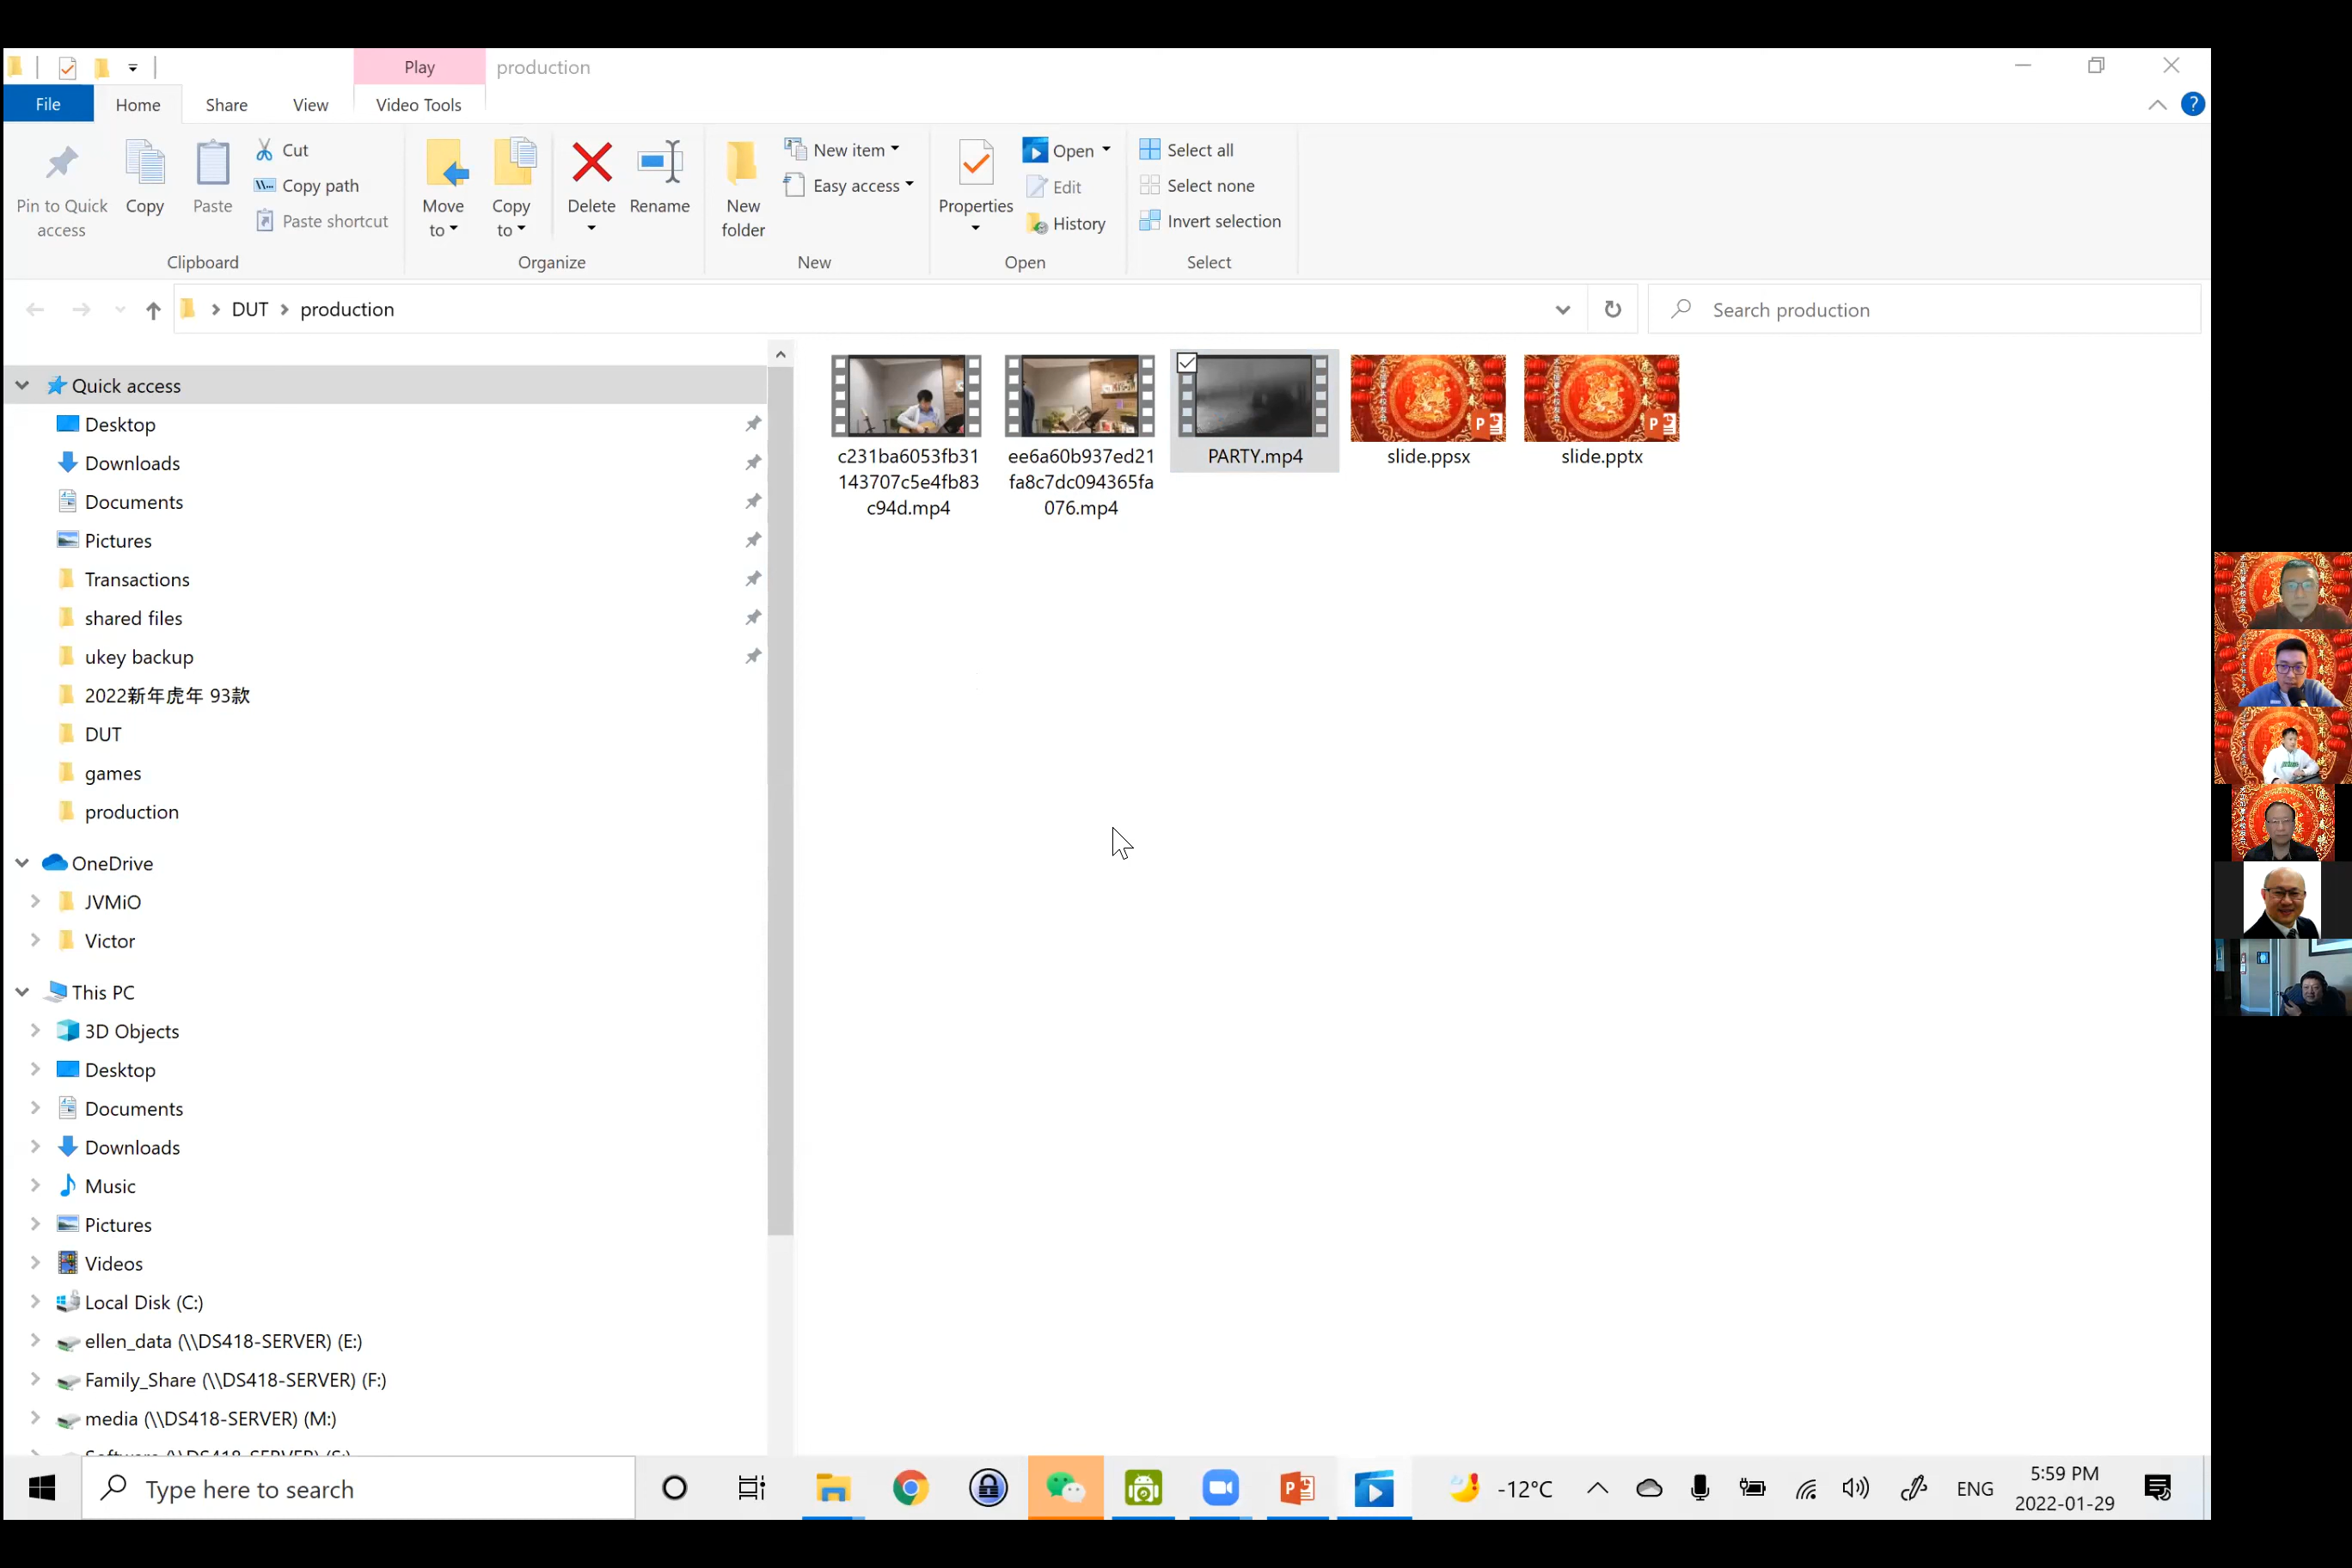 Play
production
File
Home
Share
View
Video Tools
Pin to Quick
access
Copy
Paste
Cut
Copy path
Paste shortcut
Clipboard
Move
to
Copy
to
Delete
Rename
Organize
New
folder
New item
Easy access
New
Properties
Open
Edit
History
Open
Select all
Select none
Invert selection
Select
DUT
production
Search production
Quick access
Desktop
Downloads
Documents
Pictures
Transactions
shared files
ukey backup
2022新年虎年 93款
DUT
games
production
OneDrive
JVMiO
Victor
This PC
3D Objects
Desktop
Documents
Downloads
Music
Pictures
Videos
Local Disk (C:)
ellen_data (\\DS418-SERVER) (E:)
Family_Share (\\DS418-SERVER) (F:)
media (\\DS418-SERVER) (M:)
c231ba6053fb31
143707c5e4fb83
c94d.mp4
ee6a60b937ed21
fa8c7dc094365fa
076.mp4
PARTY.mp4
slide.ppsx
slide.pptx
Type here to search
-12°C
ENG
5:59 PM
2022-01-29